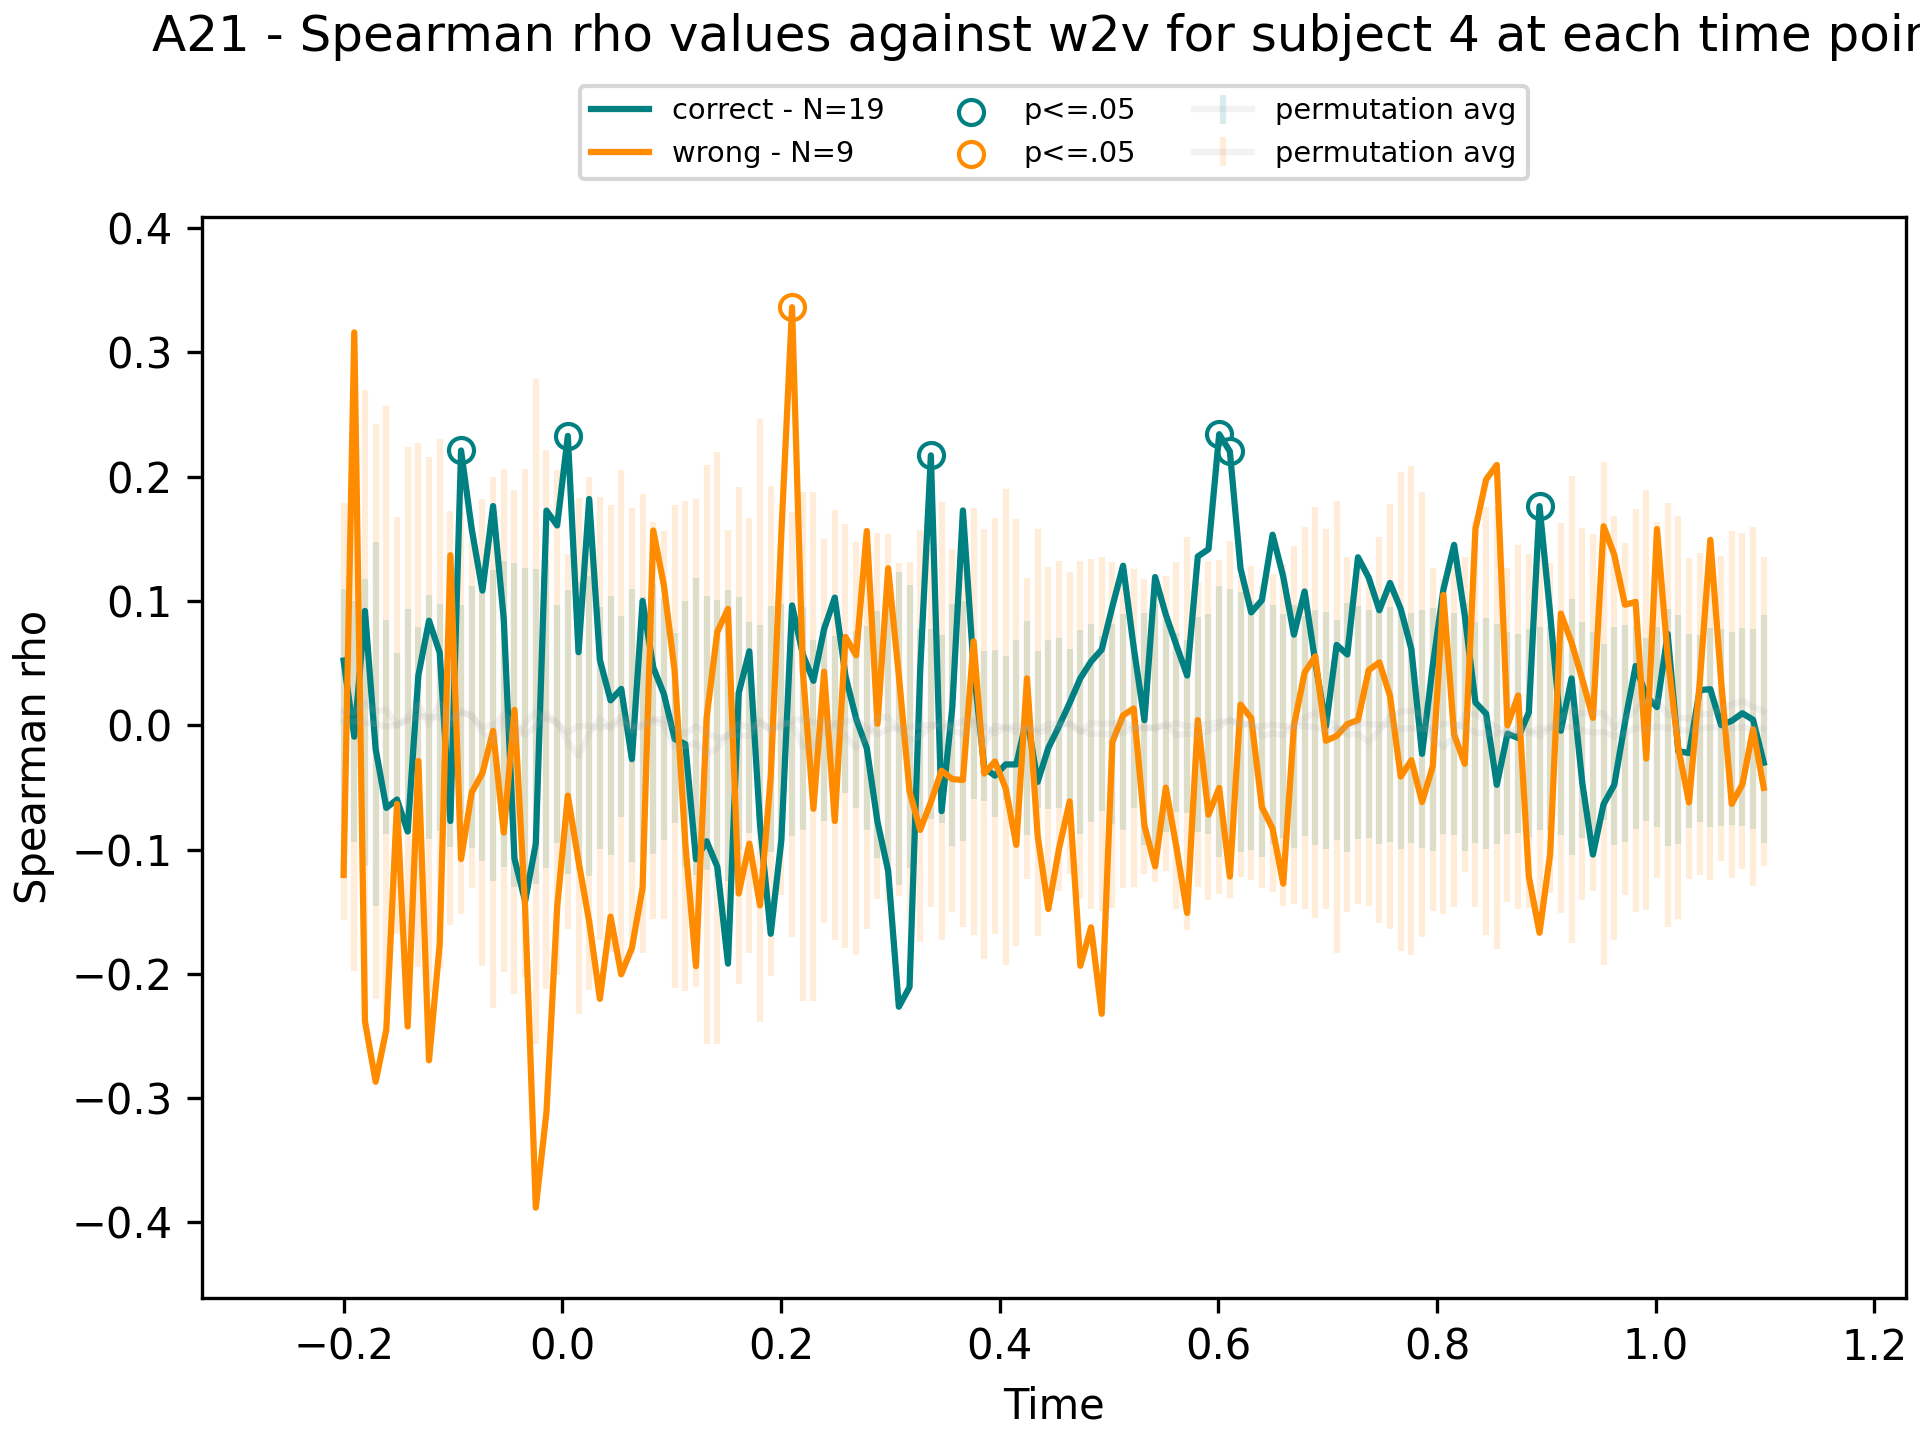 A21 - Spearman rho values against w2v for subject 4 at each time poin
correct - N=19 p<=.05 permutation avg
wrong - N=9 p<=.05 permutation avg
0.4
0.3
0.2
0.1
0.0
−0.1
−0.2
−0.3
−0.4
Spearman rho
−0.2 0.0 0.2 0.4 0.6 0.8 1.0 1.2
Time